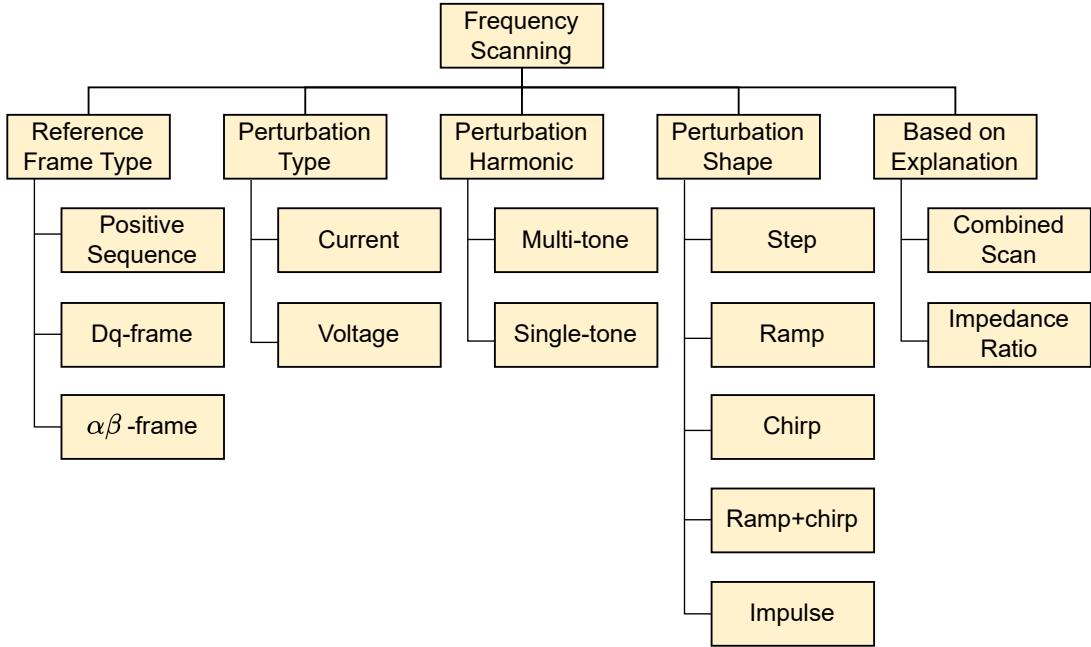 Frequency
Scanning
Reference
Frame Type
Perturbation
Type
Perturbation
Harmonic
Perturbation
Shape
Based on
Explanation
Positive
Sequence
Dq-frame
αβ -frame
Current
Voltage
Multi-tone
Single-tone
Step
Ramp
Chirp
Ramp+chirp
Impulse
Combined
Scan
Impedance
Ratio